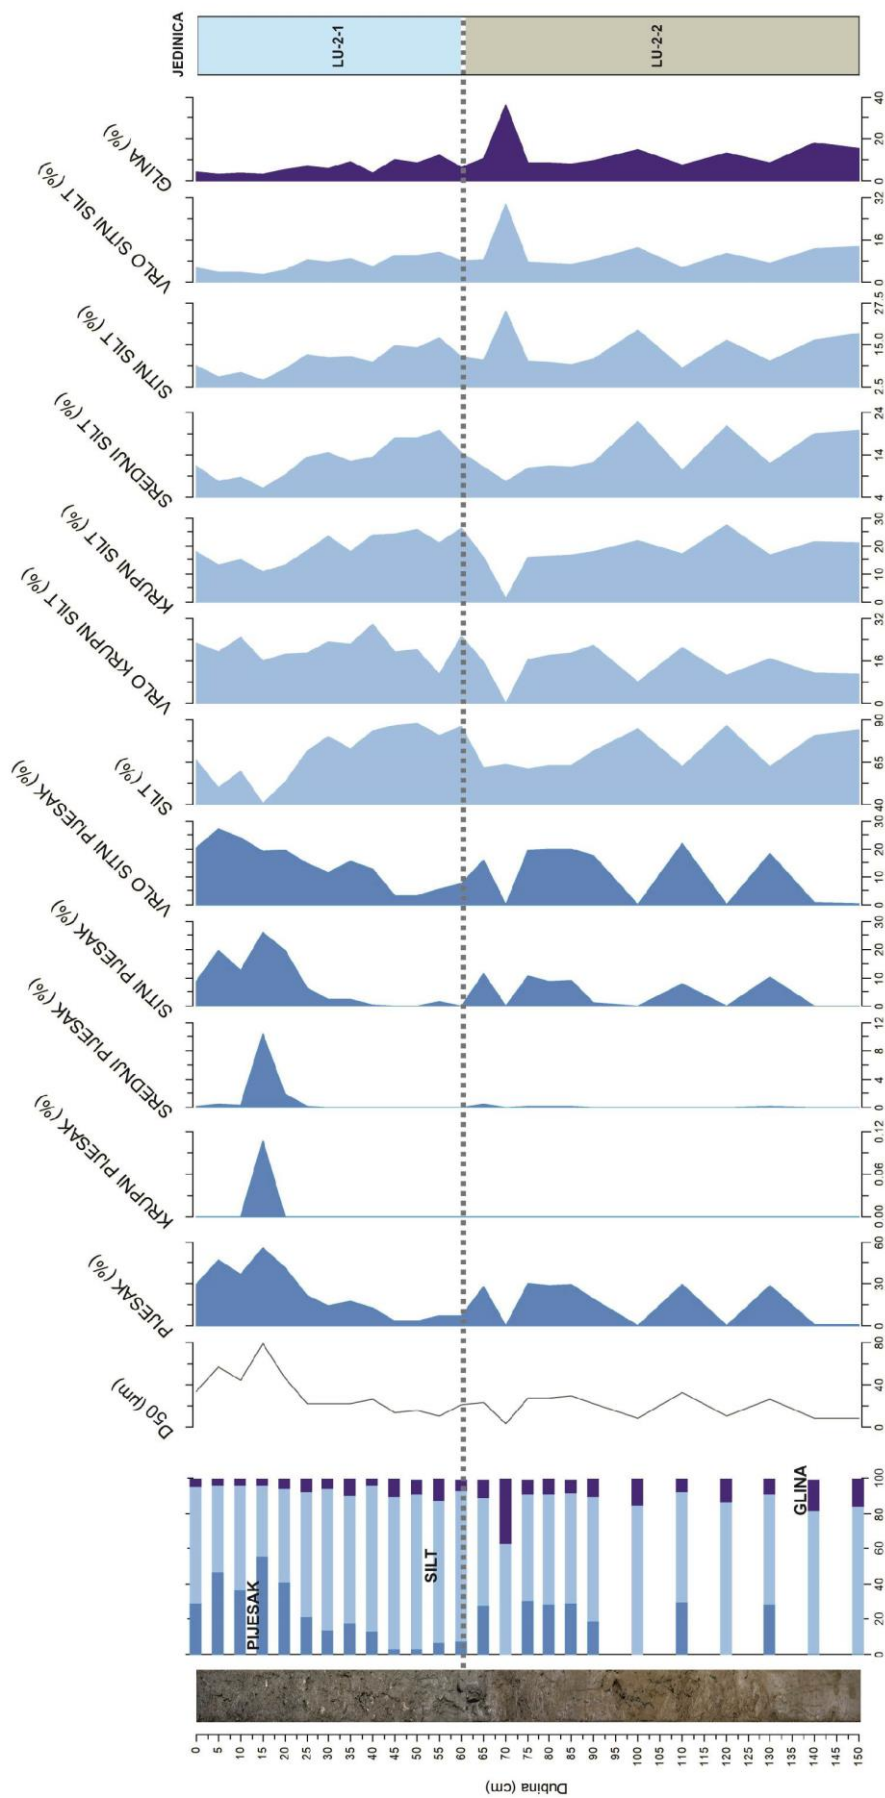 JEDINICA
LU-2-1
LU-2-2
GLINA (%)
0 20 40
VRLO SITNI SILT (%)
0 16 32
SITNI SILT (%)
2.5 15.0 27.5
SREDNJI SILT (%)
4 14 24
KRUPNI SILT (%)
0 10 20 30
VRLO KRUPNI SILT (%)
0 16 32
SILT (%)
40 65 90
VRLO SITNI PIJESAK (%)
0 10 20 30
SITNI PIJESAK (%)
0 10 20 30
SREDNJI PIJESAK (%)
0 4 8 12
KRUPNI PIJESAK (%)
0.00 0.06 0.12
PIJESAK (%)
0 30 60
D50 (µm)
0 40 80
PIJESAK
SILT
GLINA
0 20 40 60 80 100
0 5 10 15 20 25 30 35 40 45 50 55 60 65 70 75 80 85 90 95 100 105 110 115 120 125 130 135 140 145 150
Dubina (cm)